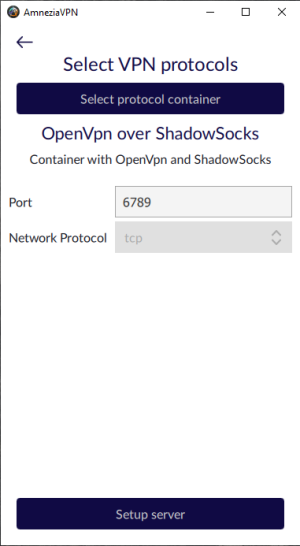 AmneziaVPN
Select VPN protocols
Select protocol container
OpenVpn over ShadowSocks
Container with OpenVpn and ShadowSocks
Port 6789
Network Protocol tcp
Setup server